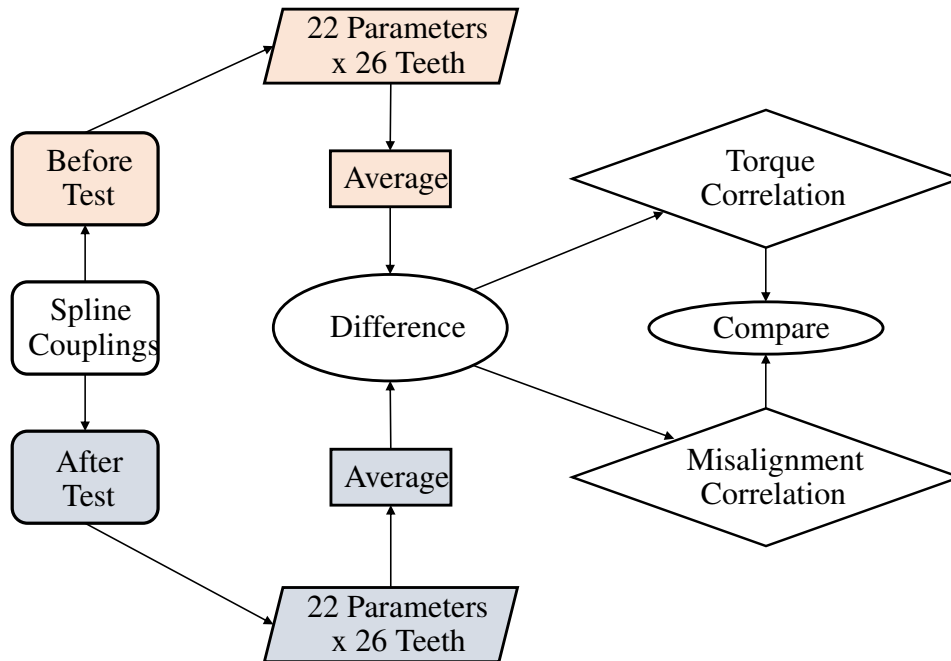 22 Parameters
x 26 Teeth
Before
Test
Average
Torque
Correlation
Spline
Couplings
Difference
Compare
After
Test
Average
Misalignment
Correlation
22 Parameters
x 26 Teeth